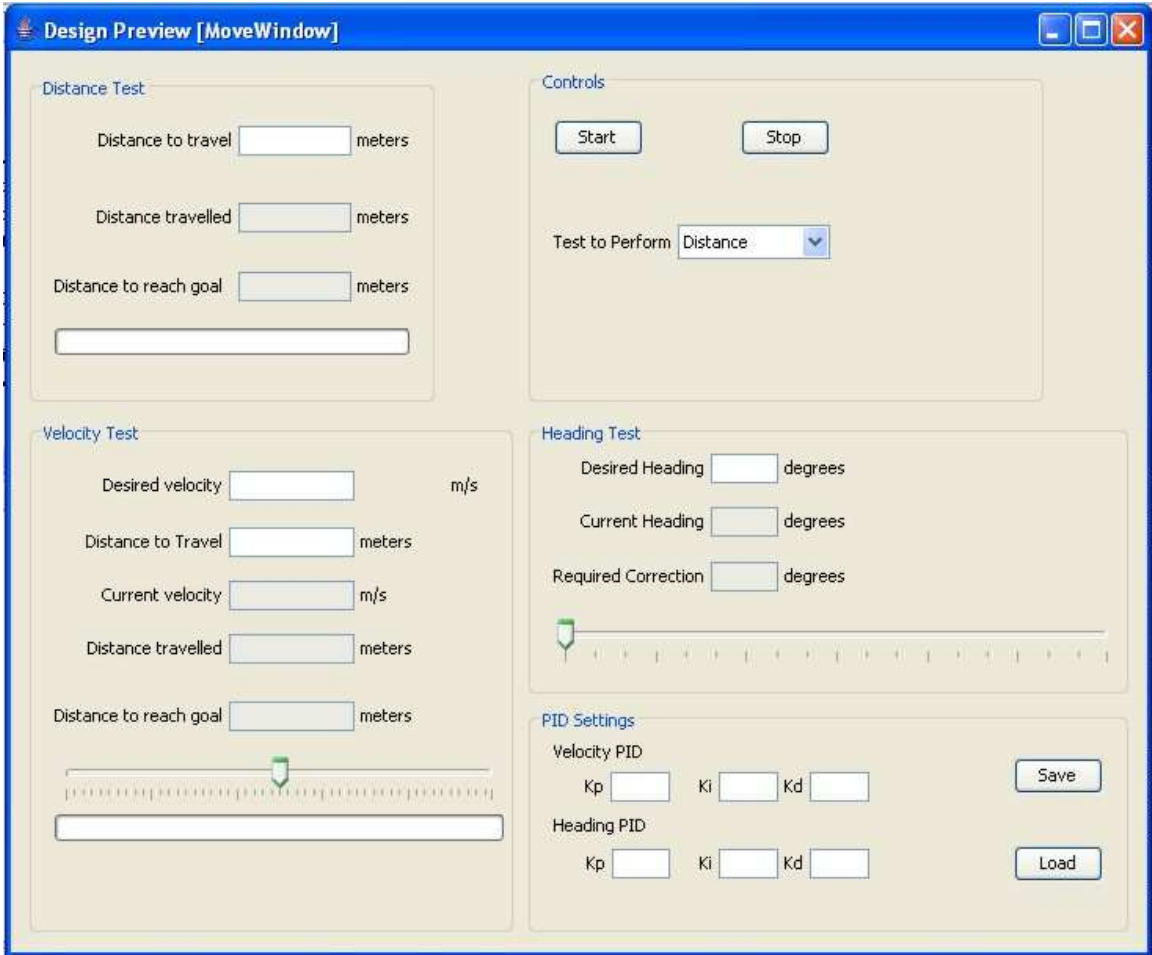 Design Preview [MoveWindow]
Distance Test
Distance to travel meters
Distance travelled meters
Distance to reach goal meters
Controls
Start Stop
Test to Perform Distance
Velocity Test
Desired velocity m/s
Distance to Travel meters
Current velocity m/s
Distance travelled meters
Distance to reach goal meters
Heading Test
Desired Heading degrees
Current Heading degrees
Required Correction degrees
PID Settings
Velocity PID
Kp Ki Kd Save
Heading PID
Kp Ki Kd Load